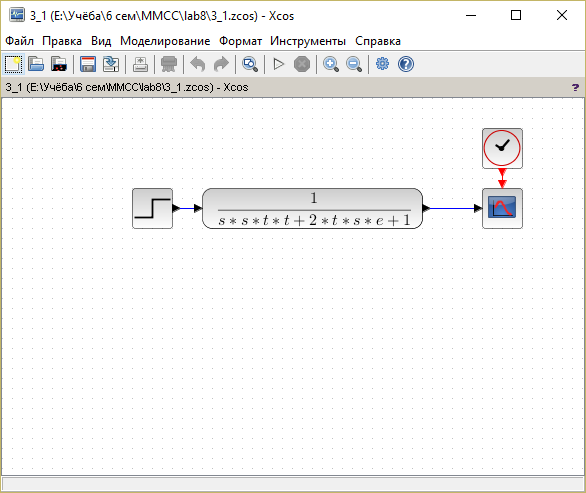 3_1 (E:\Учёба\6 сем\ММСС\lab8\3_1.zcos) - Xcos
Файл Правка Вид Моделирование Формат Инструменты Справка
3_1 (E:\Учёба\6 сем\ММСС\lab8\3_1.zcos) - Xcos ?
1
s*s*t*t+2*t*s*e+1